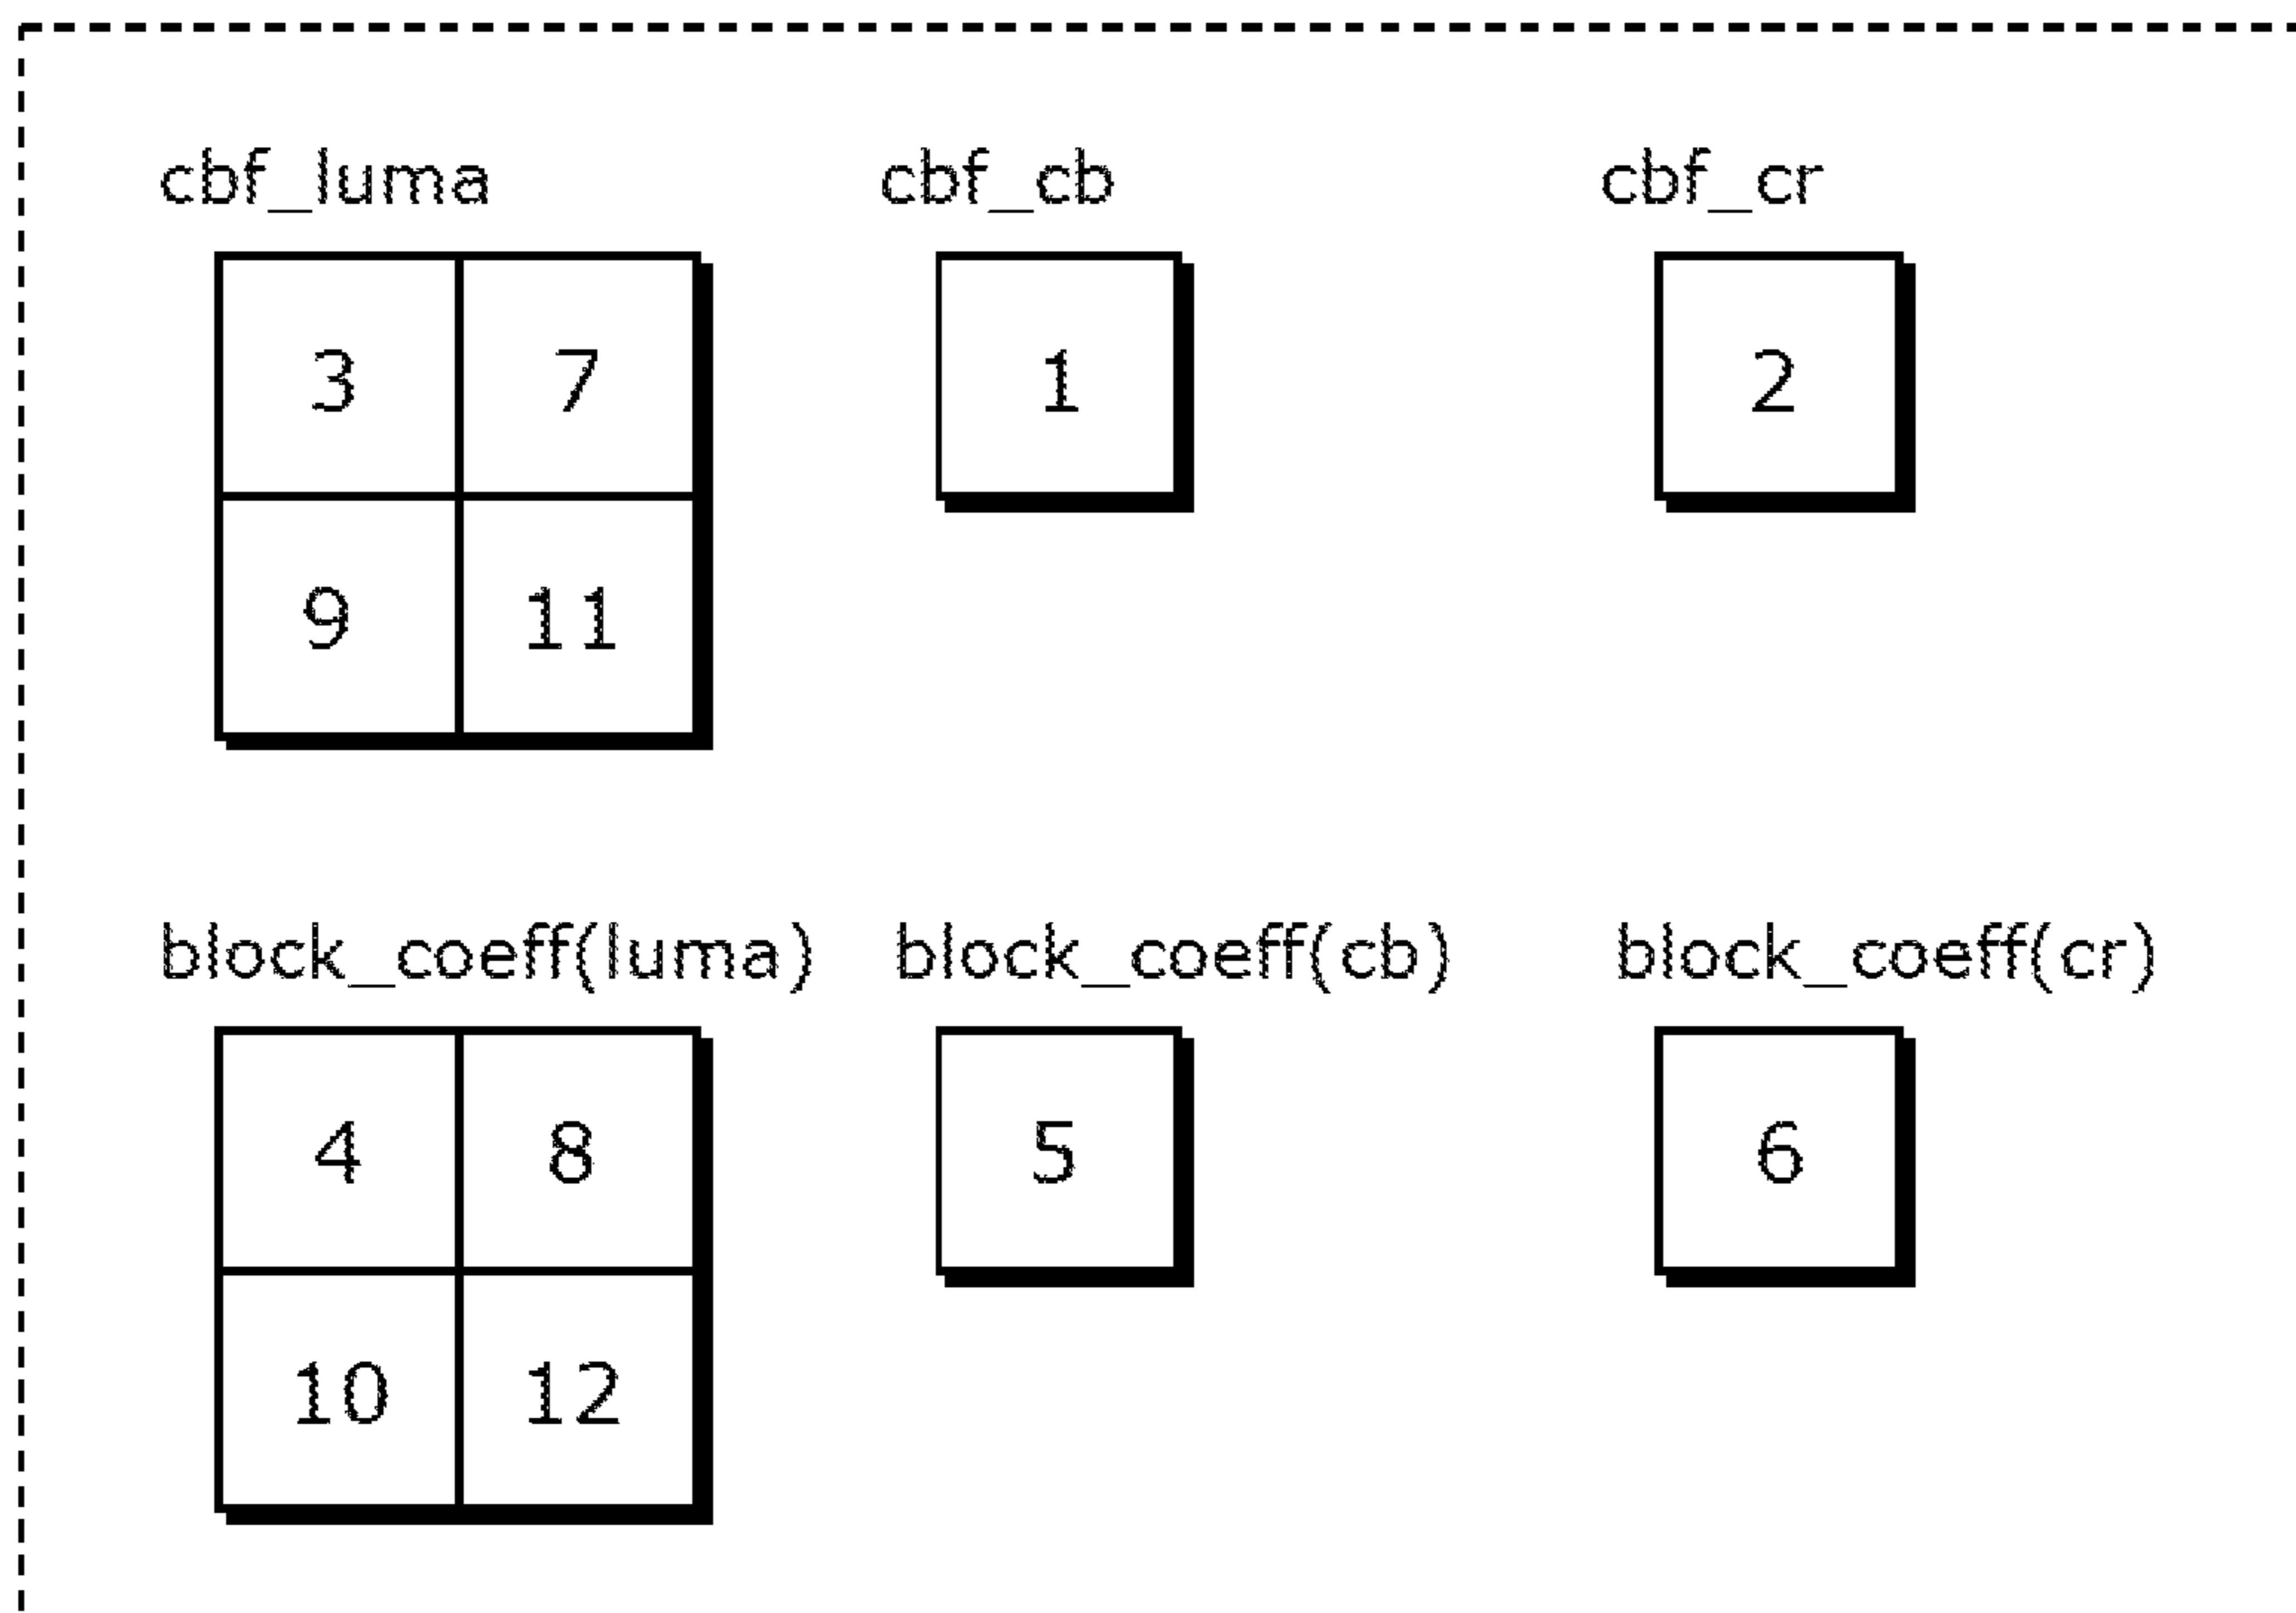 cbf_luma cbf_cb cbf_cr
3 7 1 2
9 11
block_coeff(luma) block_coeff(cb) block_coeff(cr)
4 8 5 6
10 12